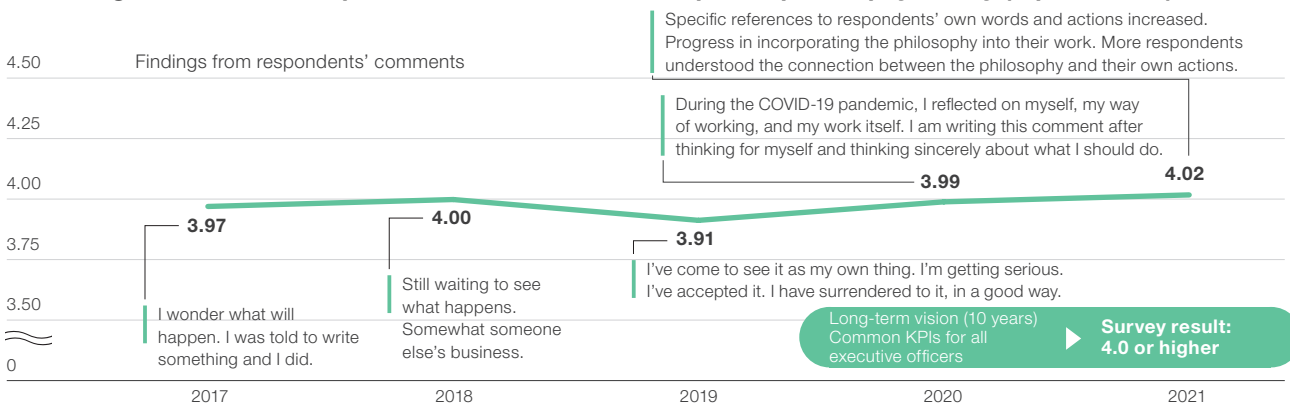 Specific references to respondents’ own words and actions increased.
Progress in incorporating the philosophy into their work. More respondents
understood the connection between the philosophy and their own actions.
4.50
Findings from respondents’ comments
During the COVID-19 pandemic, I reflected on myself, my way
of working, and my work itself. I am writing this comment after
thinking for myself and thinking sincerely about what I should do.
4.25
4.00
3.97
4.00
3.91
3.99
4.02
3.75
I’ve come to see it as my own thing. I’m getting serious.
I’ve accepted it. I have surrendered to it, in a good way.
Still waiting to see
what happens.
Somewhat someone
else’s business.
3.50
I wonder what will
happen. I was told to write
something and I did.
Long-term vision (10 years)
Common KPIs for all
executive officers
Survey result:
4.0 or higher
0
2017
2018
2019
2020
2021